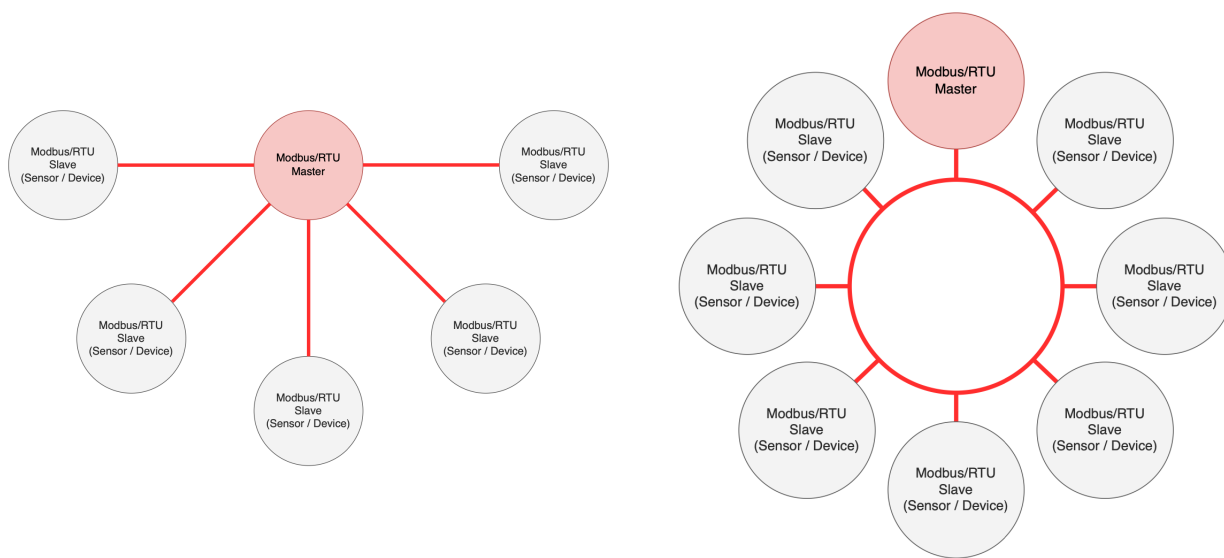 Modbus/RTU
Slave
(Sensor / Device)
Modbus/RTU
Master
Modbus/RTU
Slave
(Sensor / Device)
Modbus/RTU
Slave
(Sensor / Device)
Modbus/RTU
Slave
(Sensor / Device)
Modbus/RTU
Slave
(Sensor / Device)
Modbus/RTU
Master
Modbus/RTU
Slave
(Sensor / Device)
Modbus/RTU
Slave
(Sensor / Device)
Modbus/RTU
Slave
(Sensor / Device)
Modbus/RTU
Slave
(Sensor / Device)
Modbus/RTU
Slave
(Sensor / Device)
Modbus/RTU
Slave
(Sensor / Device)
Modbus/RTU
Slave
(Sensor / Device)